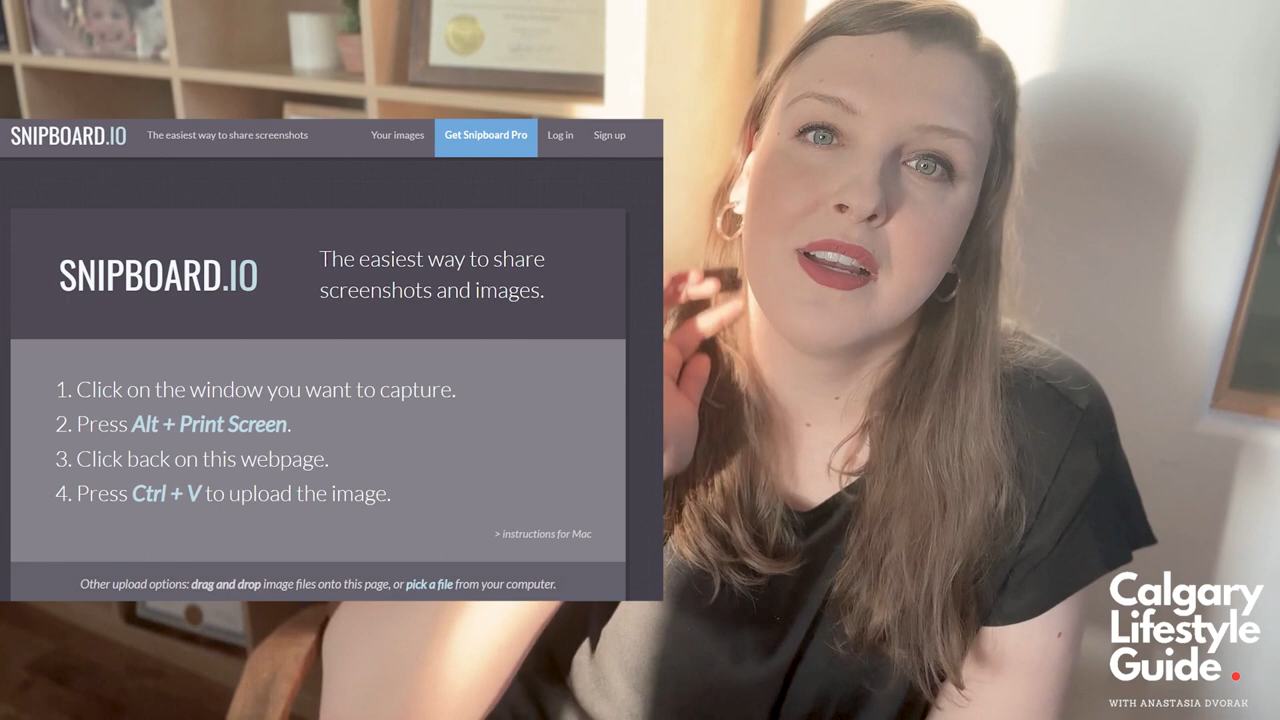 SNIPBOARD.IO
The easiest way to share screenshots
Your images
Get Snipboard Pro
Log in
Sign up
SNIPBOARD.IO
The easiest way to share
screenshots and images.
1. Click on the window you want to capture.
2. Press Alt + Print Screen.
3. Click back on this webpage.
4. Press Ctrl + V to upload the image.
> instructions for Mac
Other upload options: drag and drop image files onto this page, or pick a file from your computer.
Calgary
Lifestyle
Guide.
WITH ANASTASIA DVORAK